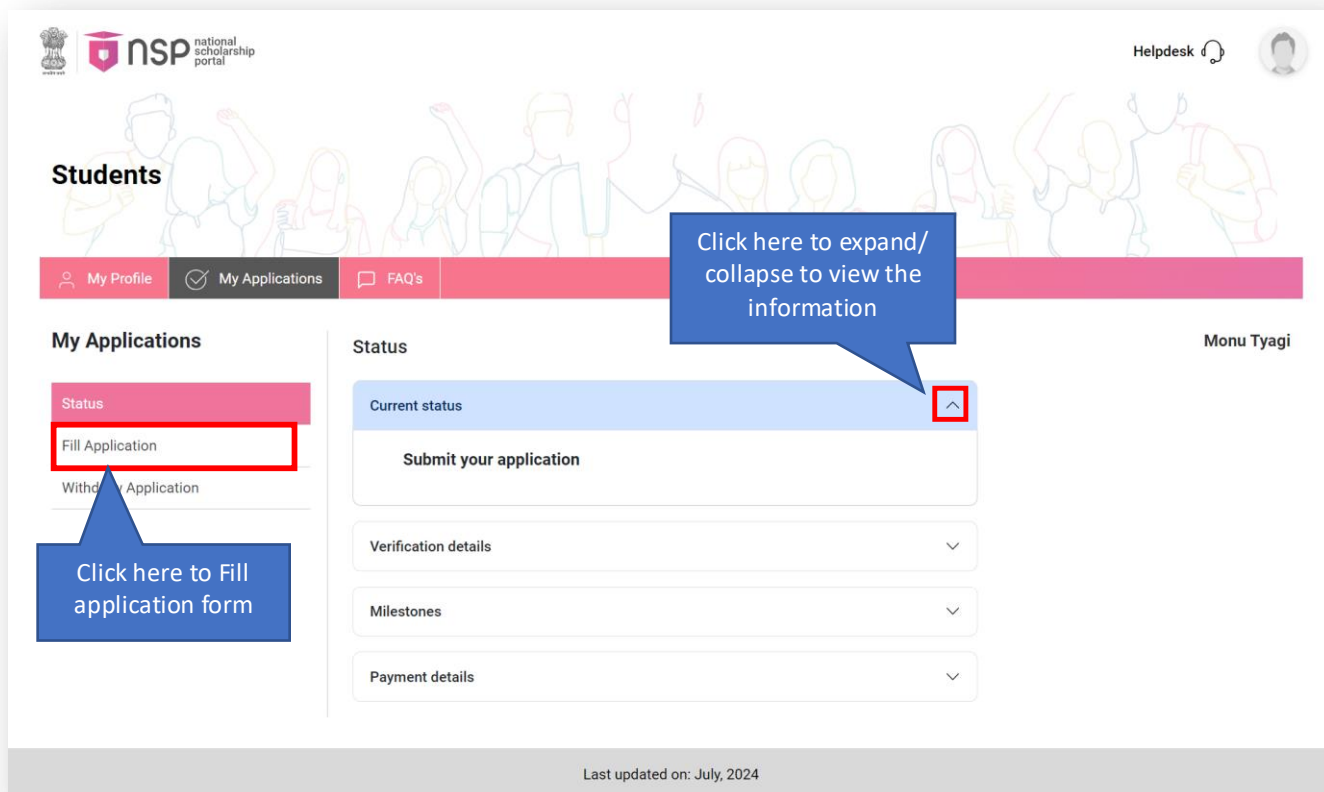 nsp national
scholarship
portal
Helpdesk
Students
Click here to expand/
collapse to view the
information
My Profile
My Applications
FAQ's
My Applications
Status
Monu Tyagi
Status
Current status
Fill Application
Submit your application
Application
Verification details
Click here to Fill
application form
Milestones
Payment details
Last updated on: July, 2024